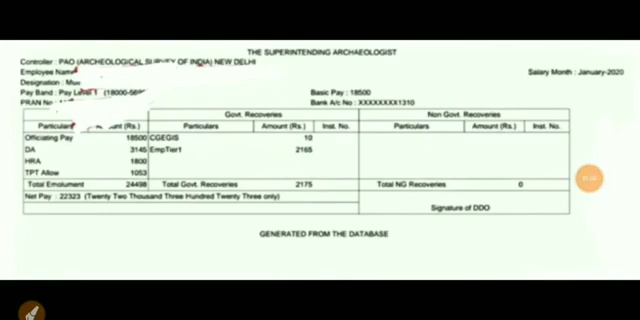 THE SUPERINTENDING ARCHAEOLOGIST
Controller : PAO (ARCHEOLOGICAL SURVEY OF INDIA) NEW DELHI
Employee Name Salary Month : January-2020
Designation :
Pay Band : Pay Level 1 (18000- Basic Pay : 18500
PRAN No Bank A/c No : XXXXXXXX1310
Govt. Recoveries Non Govt. Recoveries
Particulars (Rs.) Particulars Amount (Rs.) Inst. No. Particulars Amount (Rs.) Inst. No.
Officiating Pay 18500 CGEGIS 10
DA 3145 EmpTier1 2165
HRA 1800
TPT Allow 1053
Total Emolument 24498 Total Govt. Recoveries 2175 Total NG Recoveries 0
Net Pay : 22323 (Twenty Two Thousand Three Hundred Twenty Three only)
Signature of DDO
GENERATED FROM THE DATABASE